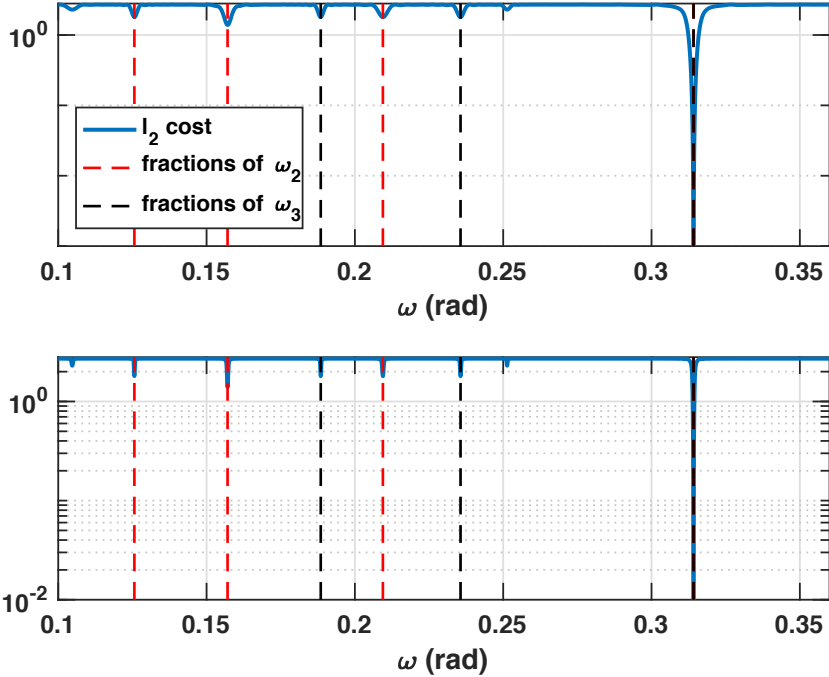 10^0
l_2 cost
fractions of ω_2
fractions of ω_3
0.1 0.15 0.2 0.25 0.3 0.35
ω (rad)
10^0
10^-2
0.1 0.15 0.2 0.25 0.3 0.35
ω (rad)